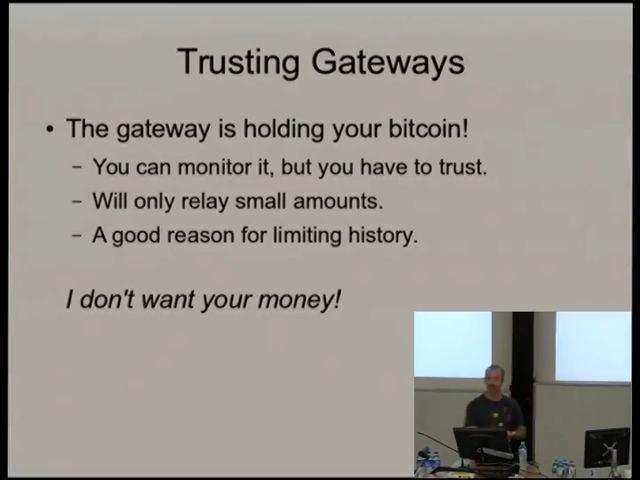 Trusting Gateways
• The gateway is holding your bitcoin!
– You can monitor it, but you have to trust.
– Will only relay small amounts.
– A good reason for limiting history.
I don't want your money!